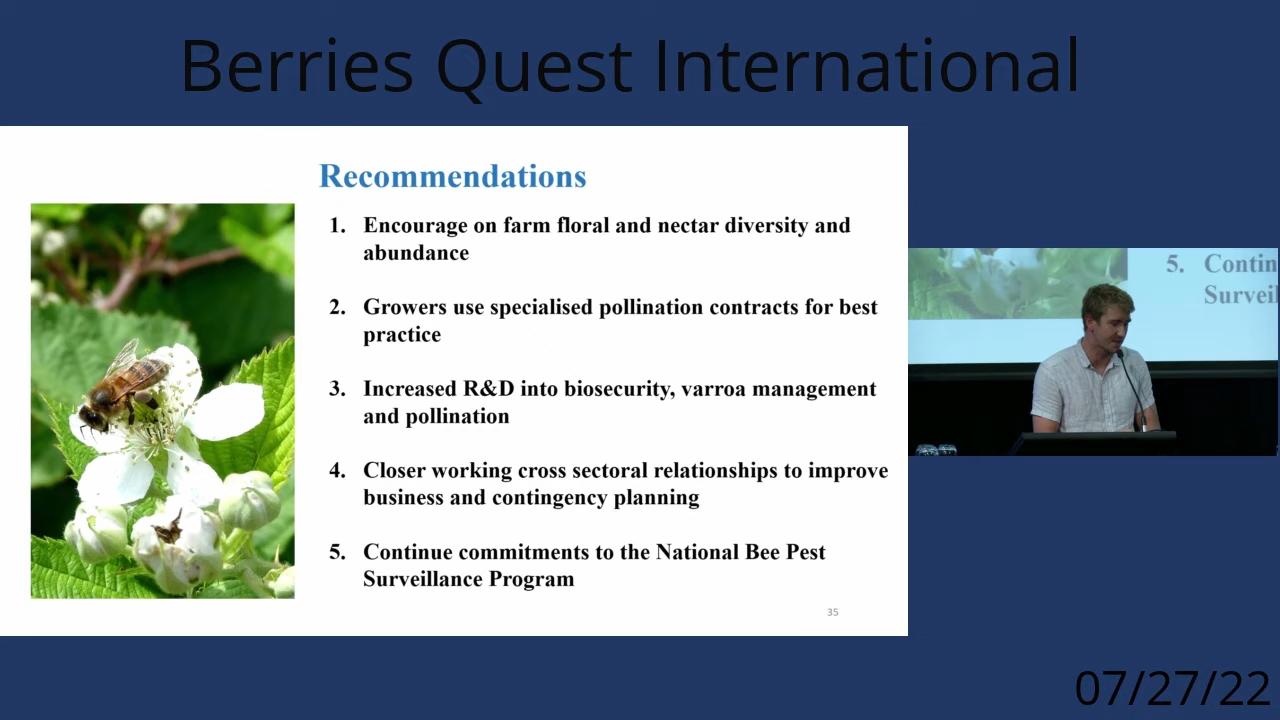 Berries Quest International
Recommendations
1. Encourage on farm floral and nectar diversity and
abundance
2. Growers use specialised pollination contracts for best
practice
3. Increased R&D into biosecurity, varroa management
and pollination
4. Closer working cross sectoral relationships to improve
business and contingency planning
5. Continue commitments to the National Bee Pest
Surveillance Program
35
5. Contin
Surveil
07/27/22